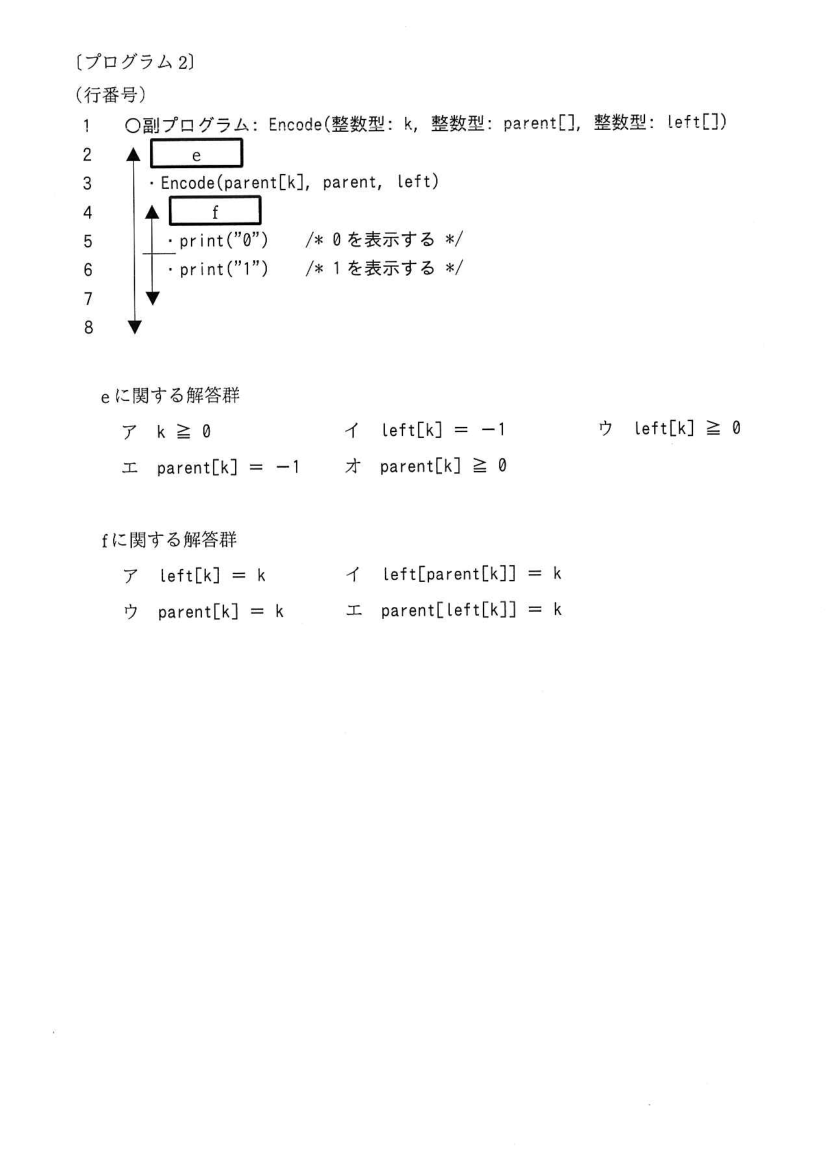 〔プログラム 2〕
(行番号)
1 ○副プログラム: Encode(整数型: k, 整数型: parent[], 整数型: left[])
2 ▲ e
3 ・Encode(parent[k], parent, left)
4 ▲ f
5 ・print("0") /* 0 を表示する */
6 ・print("1") /* 1 を表示する */
7 ▼
8 ▼
e に関する解答群
ア k ≧ 0 イ left[k] = −1 ウ left[k] ≧ 0
エ parent[k] = −1 オ parent[k] ≧ 0
f に関する解答群
ア left[k] = k イ left[parent[k]] = k
ウ parent[k] = k エ parent[left[k]] = k